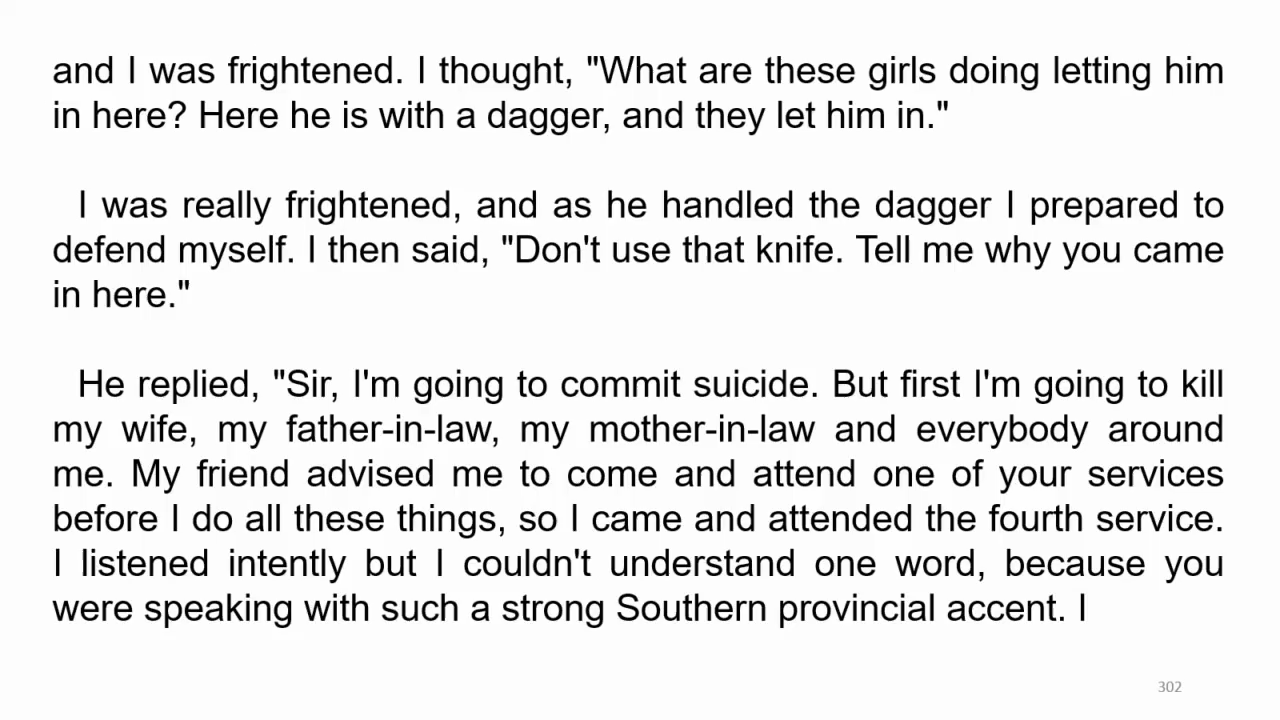 and I was frightened. I thought, "What are these girls doing letting him
in here? Here he is with a dagger, and they let him in."
I was really frightened, and as he handled the dagger I prepared to
defend myself. I then said, "Don't use that knife. Tell me why you came
in here."
He replied, "Sir, I'm going to commit suicide. But first I'm going to kill
my wife, my father-in-law, my mother-in-law and everybody around
me. My friend advised me to come and attend one of your services
before I do all these things, so I came and attended the fourth service.
I listened intently but I couldn't understand one word, because you
were speaking with such a strong Southern provincial accent. I
302